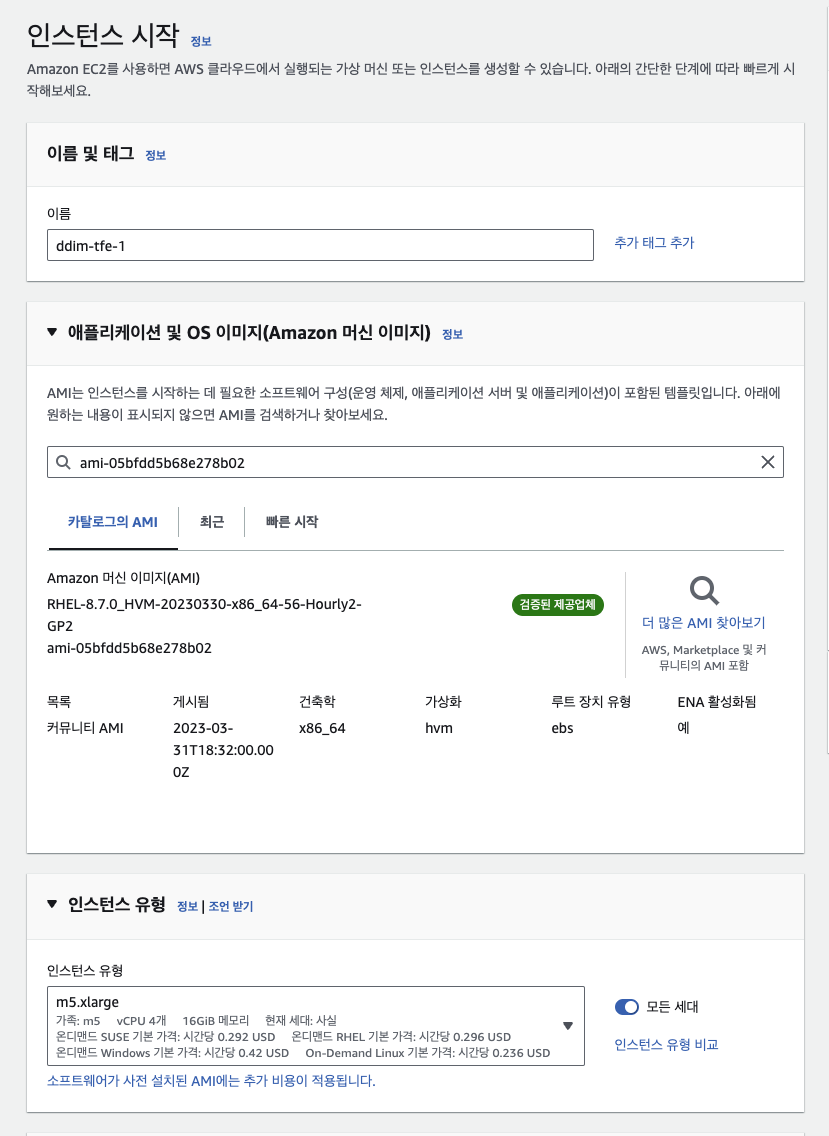 인스턴스 시작 정보
Amazon EC2를 사용하면 AWS 클라우드에서 실행되는 가상 머신 또는 인스턴스를 생성할 수 있습니다. 아래의 간단한 단계에 따라 빠르게 시
작해보세요.
이름 및 태그 정보
이름
ddim-tfe-1
추가 태그 추가
애플리케이션 및 OS 이미지(Amazon 머신 이미지) 정보
AMI는 인스턴스를 시작하는 데 필요한 소프트웨어 구성(운영 체제, 애플리케이션 서버 및 애플리케이션)이 포함된 템플릿입니다. 아래에
원하는 내용이 표시되지 않으면 AMI를 검색하거나 찾아보세요.
ami-05bfdd5b68e278b02
카탈로그의 AMI 최근 빠른 시작
Amazon 머신 이미지(AMI)
RHEL-8.7.0_HVM-20230330-x86_64-56-Hourly2-
GP2
ami-05bfdd5b68e278b02
검증된 제공업체
더 많은 AMI 찾아보기
AWS, Marketplace 및 커
뮤니티의 AMI 포함
목록 게시됨 건축학 가상화 루트 장치 유형 ENA 활성화됨
커뮤니티 AMI 2023-03- x86_64 hvm ebs 예
31T18:32:00.00
0Z
인스턴스 유형 정보 | 조언 받기
인스턴스 유형
m5.xlarge
가족: m5 vCPU 4개 16GiB 메모리 현재 세대: 사실
온디맨드 SUSE 기본 가격: 시간당 0.292 USD 온디맨드 RHEL 기본 가격: 시간당 0.296 USD
온디맨드 Windows 기본 가격: 시간당 0.42 USD On-Demand Linux 기본 가격: 시간당 0.236 USD
모든 세대
인스턴스 유형 비교
소프트웨어가 사전 설치된 AMI에는 추가 비용이 적용됩니다.